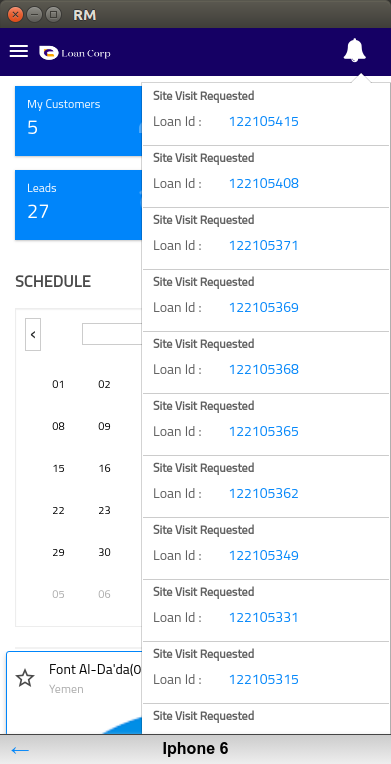 RM
Loan Corp
My Customers
5
Leads
27
SCHEDULE
‹
01 02
08 09
15 16
22 23
29 30
05 06
Font Al-Da'da(0
Yemen
Site Visit Requested
Loan Id : 122105415
Site Visit Requested
Loan Id : 122105408
Site Visit Requested
Loan Id : 122105371
Site Visit Requested
Loan Id : 122105369
Site Visit Requested
Loan Id : 122105368
Site Visit Requested
Loan Id : 122105365
Site Visit Requested
Loan Id : 122105362
Site Visit Requested
Loan Id : 122105349
Site Visit Requested
Loan Id : 122105331
Site Visit Requested
Loan Id : 122105315
Site Visit Requested
← Iphone 6